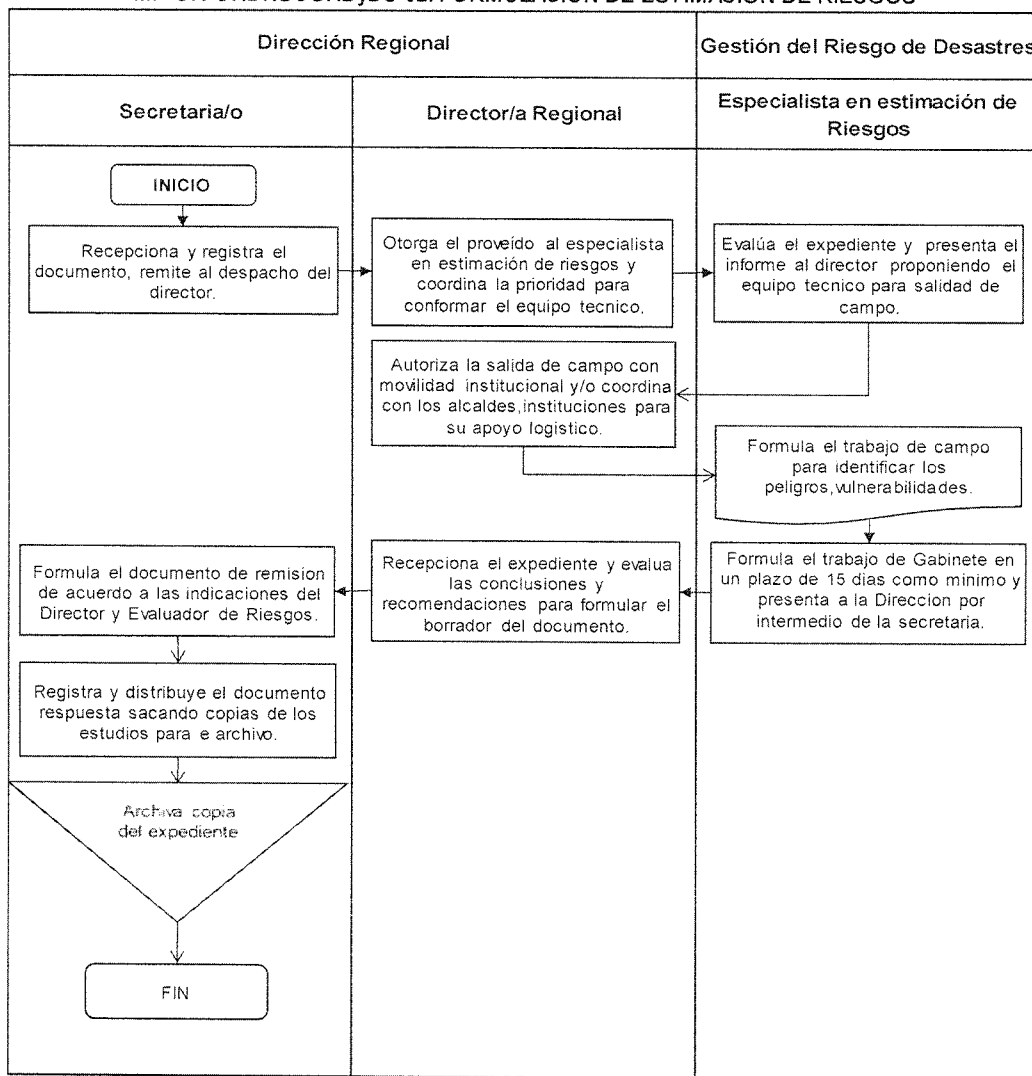 FORMULACIÓN DE ESTIMACIÓN DE RIESGOS
Dirección Regional
Gestión del Riesgo de Desastres
Secretaria/o
Director/a Regional
Especialista en estimación de
Riesgos
INICIO
Recepciona y registra el
documento, remite al despacho del
director.
Otorga el proveído al especialista
en estimación de riesgos y
coordina la prioridad para
conformar el equipo tecnico.
Evalúa el expediente y presenta el
informe al director proponiendo el
equipo tecnico para salidad de
campo.
Autoriza la salida de campo con
movilidad institucional y/o coordina
con los alcaldes,instituciones para
su apoyo logístico.
Formula el trabajo de campo
para identificar los
peligros,vulnerabilidades.
Formula el trabajo de Gabinete en
un plazo de 15 dias como minimo y
presenta a la Direccion por
intermedio de la secretaria.
Recepciona el expediente y evalua
las conclusiones y
recomendaciones para formular el
borrador del documento.
Formula el documento de remision
de acuerdo a las indicaciones del
Director y Evaluador de Riesgos.
Registra y distribuye el documento
respuesta sacando copias de los
estudios para e archivo.
Archiva copia
del expediente
FIN